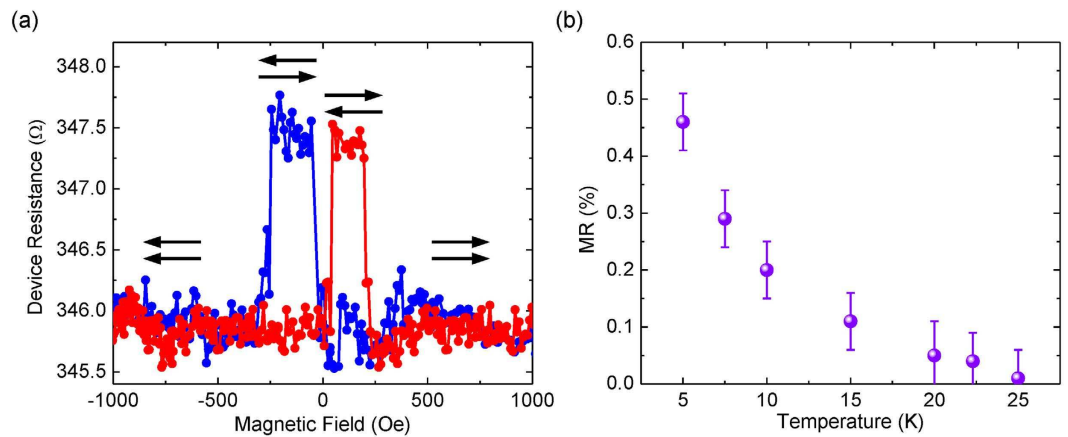 (a)
348.0
347.5
347.0
346.5
346.0
345.5
Device Resistance (Ω)
-1000 -500 0 500 1000
Magnetic Field (Oe)
(b)
0.6
0.5
0.4
0.3
0.2
0.1
0.0
MR (%)
5 10 15 20 25
Temperature (K)